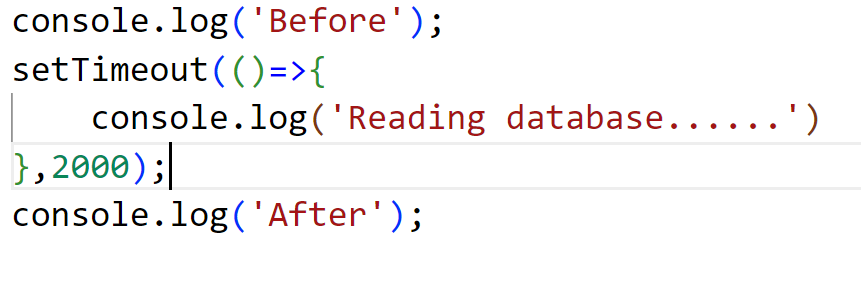 console.log('Before');
setTimeout(()=>{
    console.log('Reading database......')
},2000);
console.log('After');